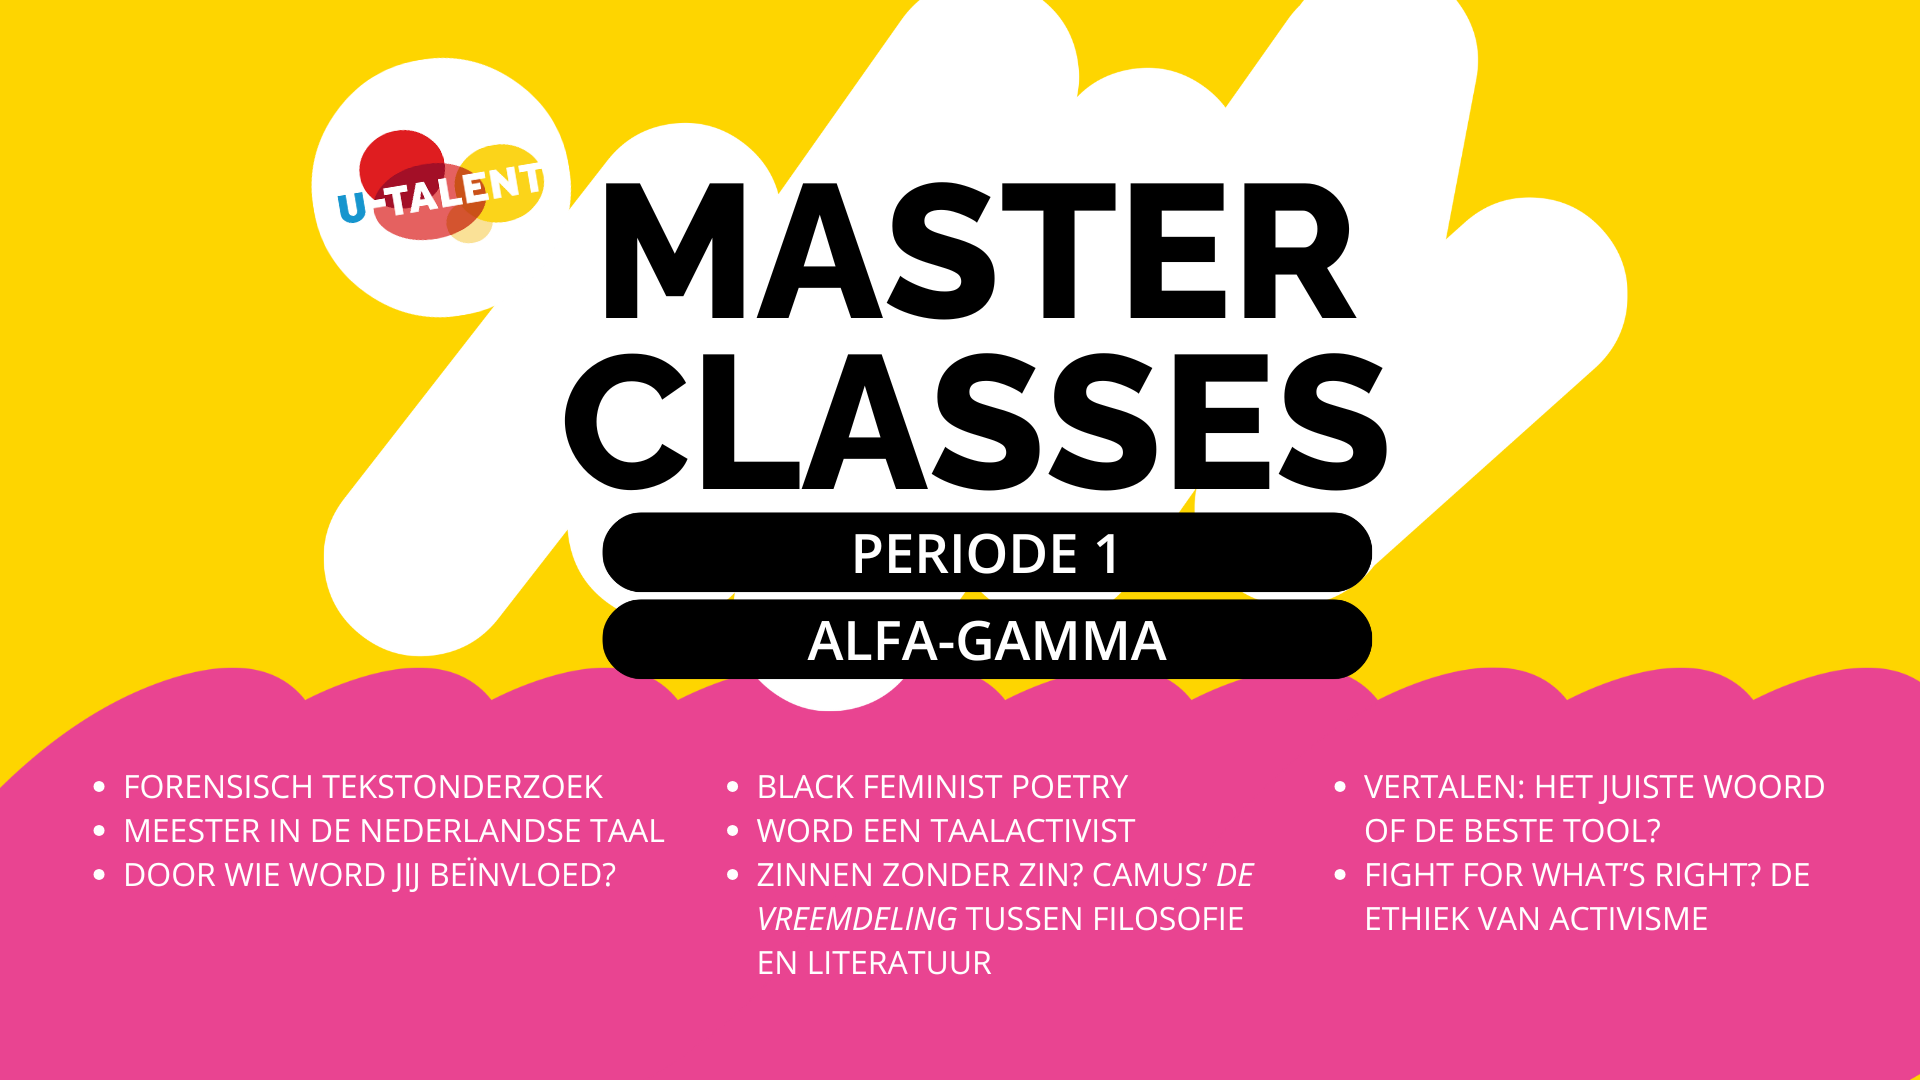 U-TALENT
MASTER
CLASSES
PERIODE 1
ALFA-GAMMA
• FORENSISCH TEKSTONDERZOEK
• MEESTER IN DE NEDERLANDSE TAAL
• DOOR WIE WORD JIJ BEÏNVLOED?
• BLACK FEMINIST POETRY
• WORD EEN TAALACTIVIST
• ZINNEN ZONDER ZIN? CAMUS’ DE
VREEMDELING TUSSEN FILOSOFIE
EN LITERATUUR
• VERTALEN: HET JUISTE WOORD
OF DE BESTE TOOL?
• FIGHT FOR WHAT’S RIGHT? DE
ETHIEK VAN ACTIVISME